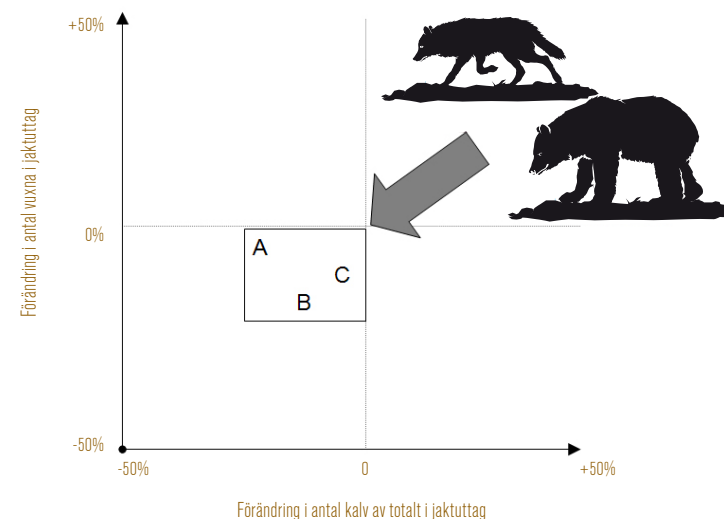 +50%
Förändring i antal vuxna i jaktuttag
0%
A
C
B
-50%
-50%
0
+50%
Förändring i antal kalv av totalt i jaktuttag